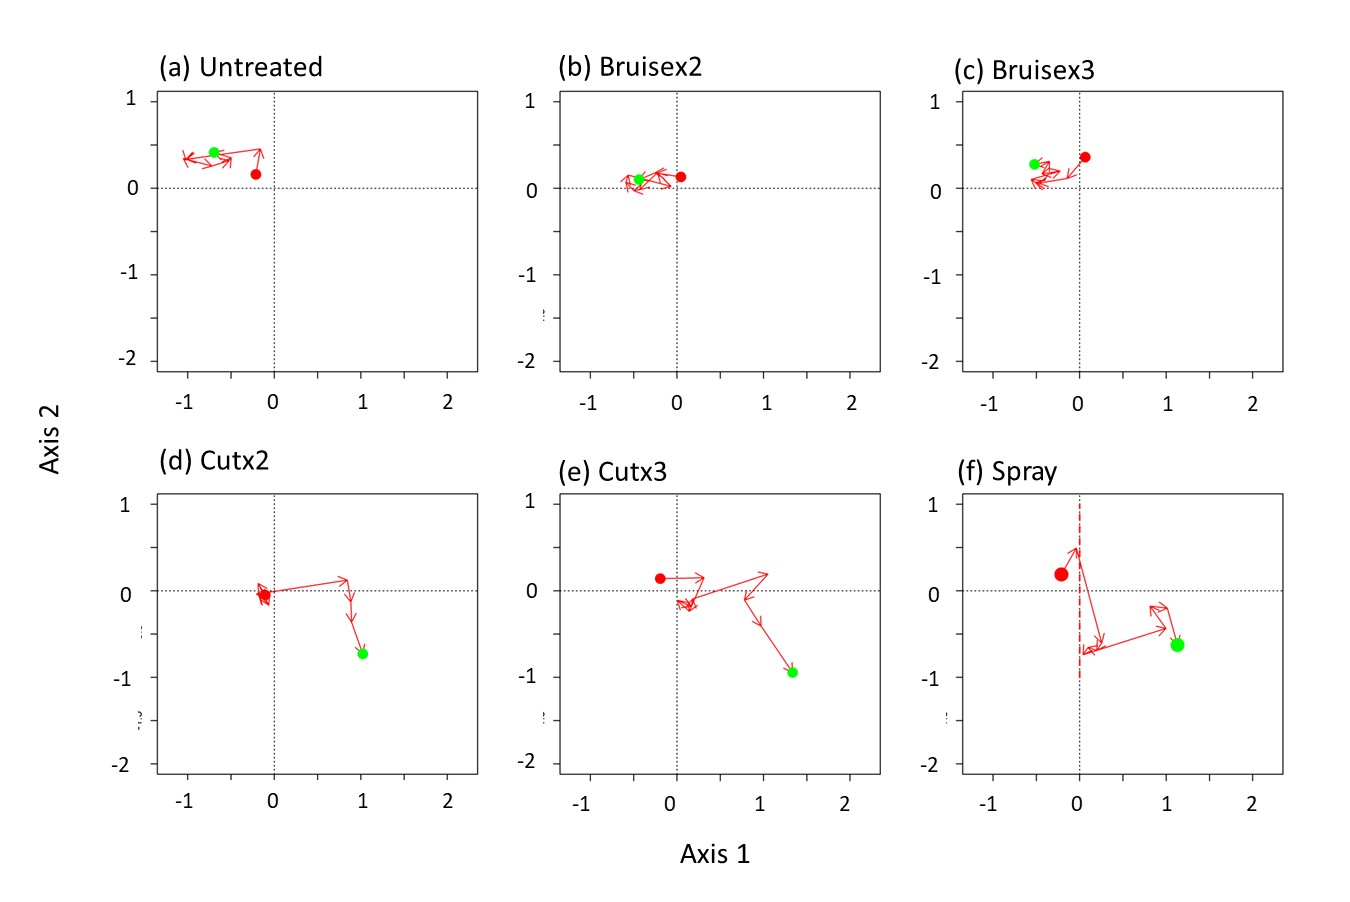 (a) Untreated
(b) Bruisex2
(c) Bruisex3
1
0
-1
-2
-1 0 1 2
1
0
-1
-2
-1 0 1 2
1
0
-1
-2
-1 0 1 2
Axis 2
(d) Cutx2
(e) Cutx3
(f) Spray
1
0
-1
-2
-1 0 1 2
1
0
-1
-2
-1 0 1 2
1
0
-1
-2
-1 0 1 2
Axis 1